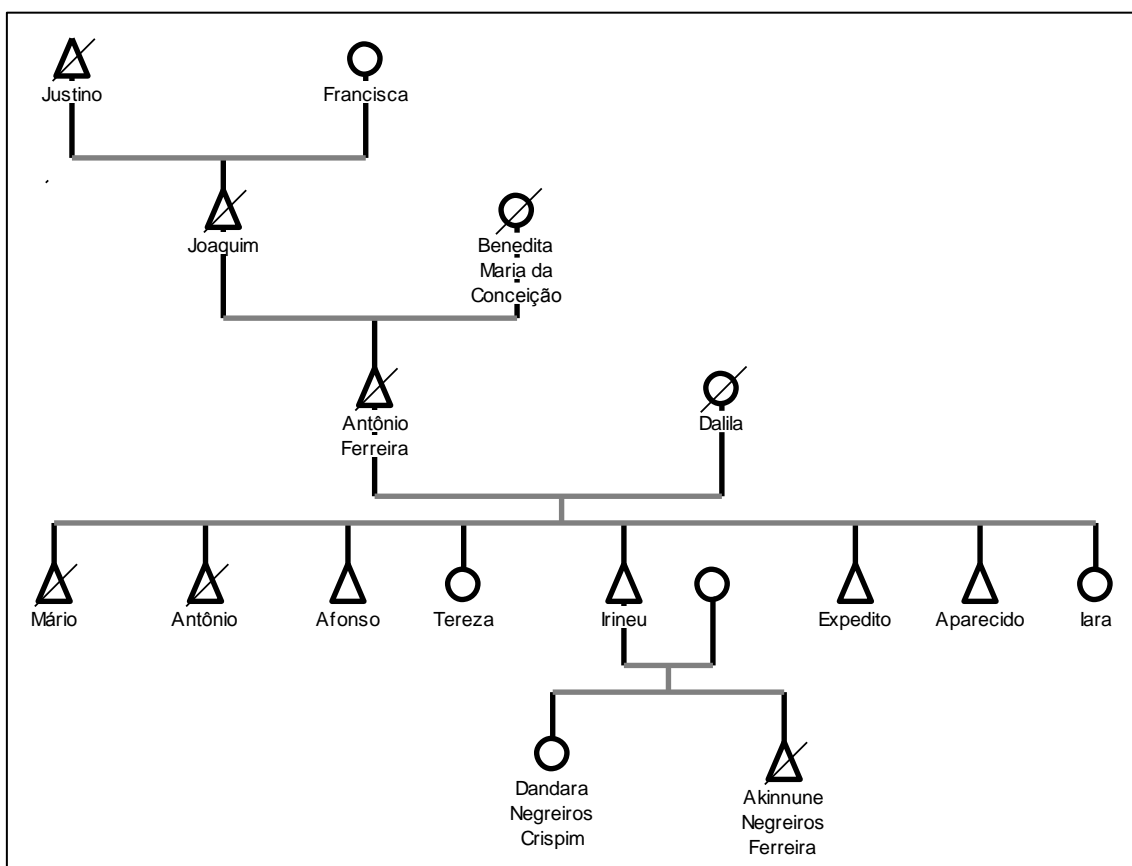 Justino
Francisca
Joaquim
Benedita
Maria da
Conceição
Antônio
Ferreira
Dalila
Mário
Antônio
Afonso
Tereza
Irineu
Expedito
Aparecido
Iara
Dandara
Negreiros
Crispim
Akinnune
Negreiros
Ferreira